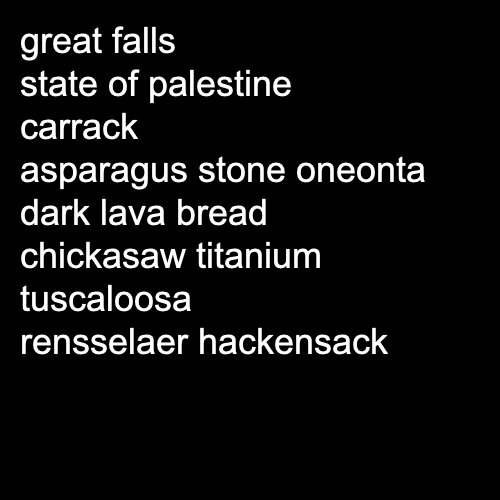 great falls
state of palestine
carrack
asparagus stone oneonta
dark lava bread
chickasaw titanium
tuscaloosa
rensselaer hackensack